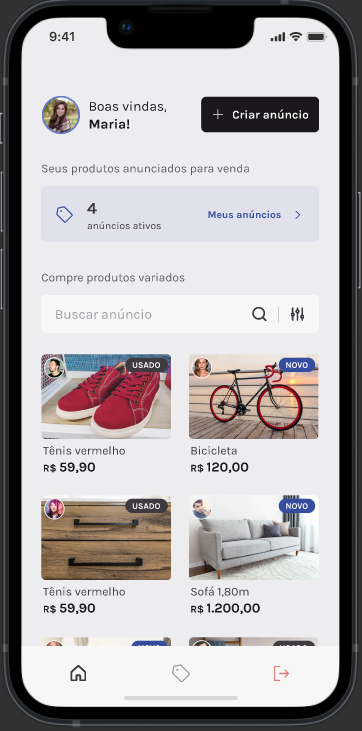 9:41
Boas vindas,
Maria!
+ Criar anúncio
Seus produtos anunciados para venda
4
anúncios ativos
Meus anúncios
Compre produtos variados
Buscar anúncio
USADO
NOVO
Tênis vermelho
Bicicleta
R$ 59,90
R$ 120,00
USADO
NOVO
Tênis vermelho
Sofá 1,80m
R$ 59,90
R$ 1.200,00